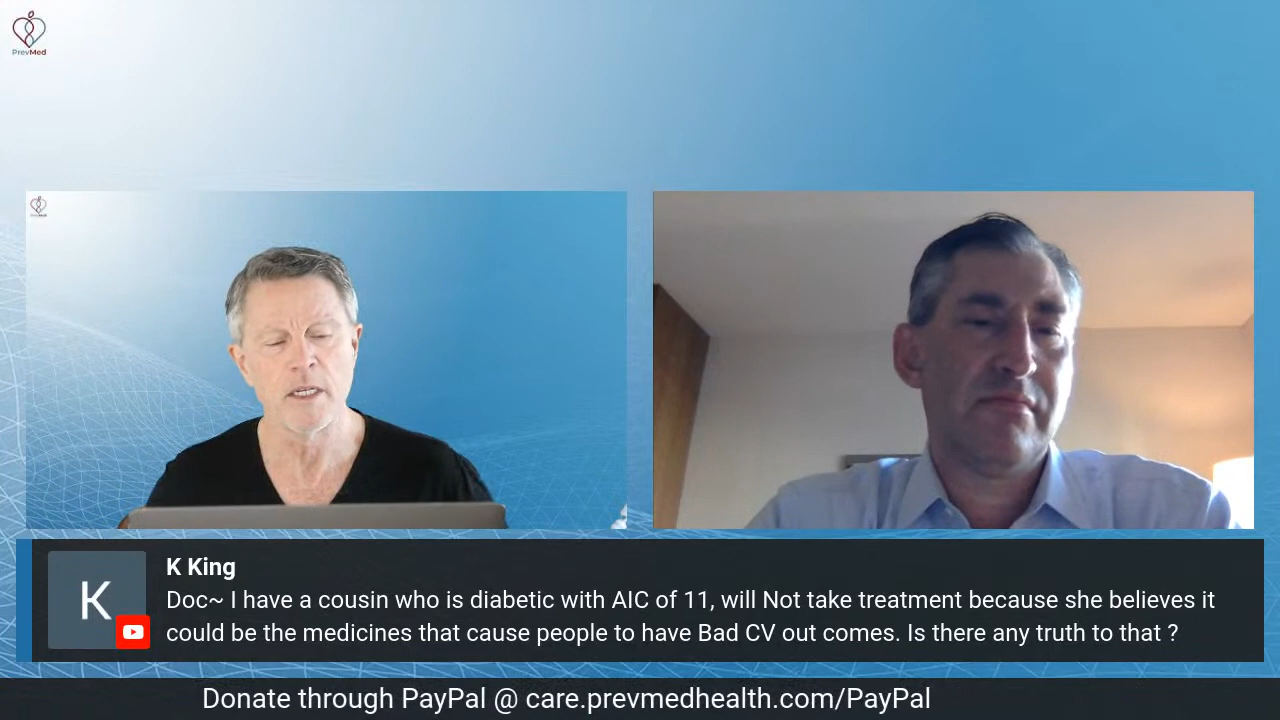 PrevMed
K King
K
Doc~ I have a cousin who is diabetic with AIC of 11, will Not take treatment because she believes it
could be the medicines that cause people to have Bad CV out comes. Is there any truth to that ?
Donate through PayPal @ care.prevmedhealth.com/PayPal